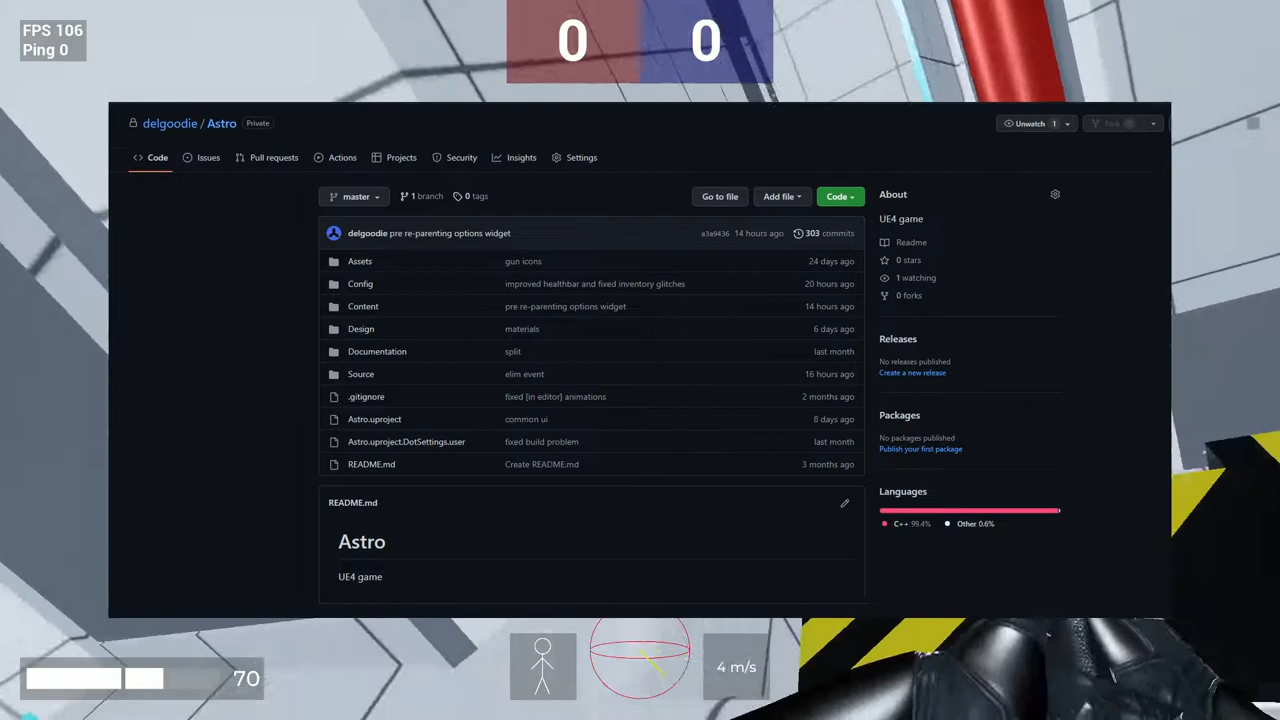 FPS 106
Ping 0
0 0
delgoodie / Astro Private
Unwatch 1 Fork
Code Issues Pull requests Actions Projects Security Insights Settings
master 1 branch 0 tags Go to file Add file Code
delgoodie pre re-parenting options widget a3a9436 14 hours ago 303 commits
Assets gun icons 24 days ago
Config improved healthbar and fixed inventory glitches 20 hours ago
Content pre re-parenting options widget 14 hours ago
Design materials 6 days ago
Documentation split last month
Source elim event 16 hours ago
.gitignore fixed [in editor] animations 2 months ago
Astro.uproject common ui 8 days ago
Astro.uproject.DotSettings.user fixed build problem last month
README.md Create README.md 3 months ago
README.md
Astro
UE4 game
About
UE4 game
Readme
0 stars
1 watching
0 forks
Releases
No releases published
Create a new release
Packages
No packages published
Publish your first package
Languages
C++ 99.4% Other 0.6%
70
4 m/s